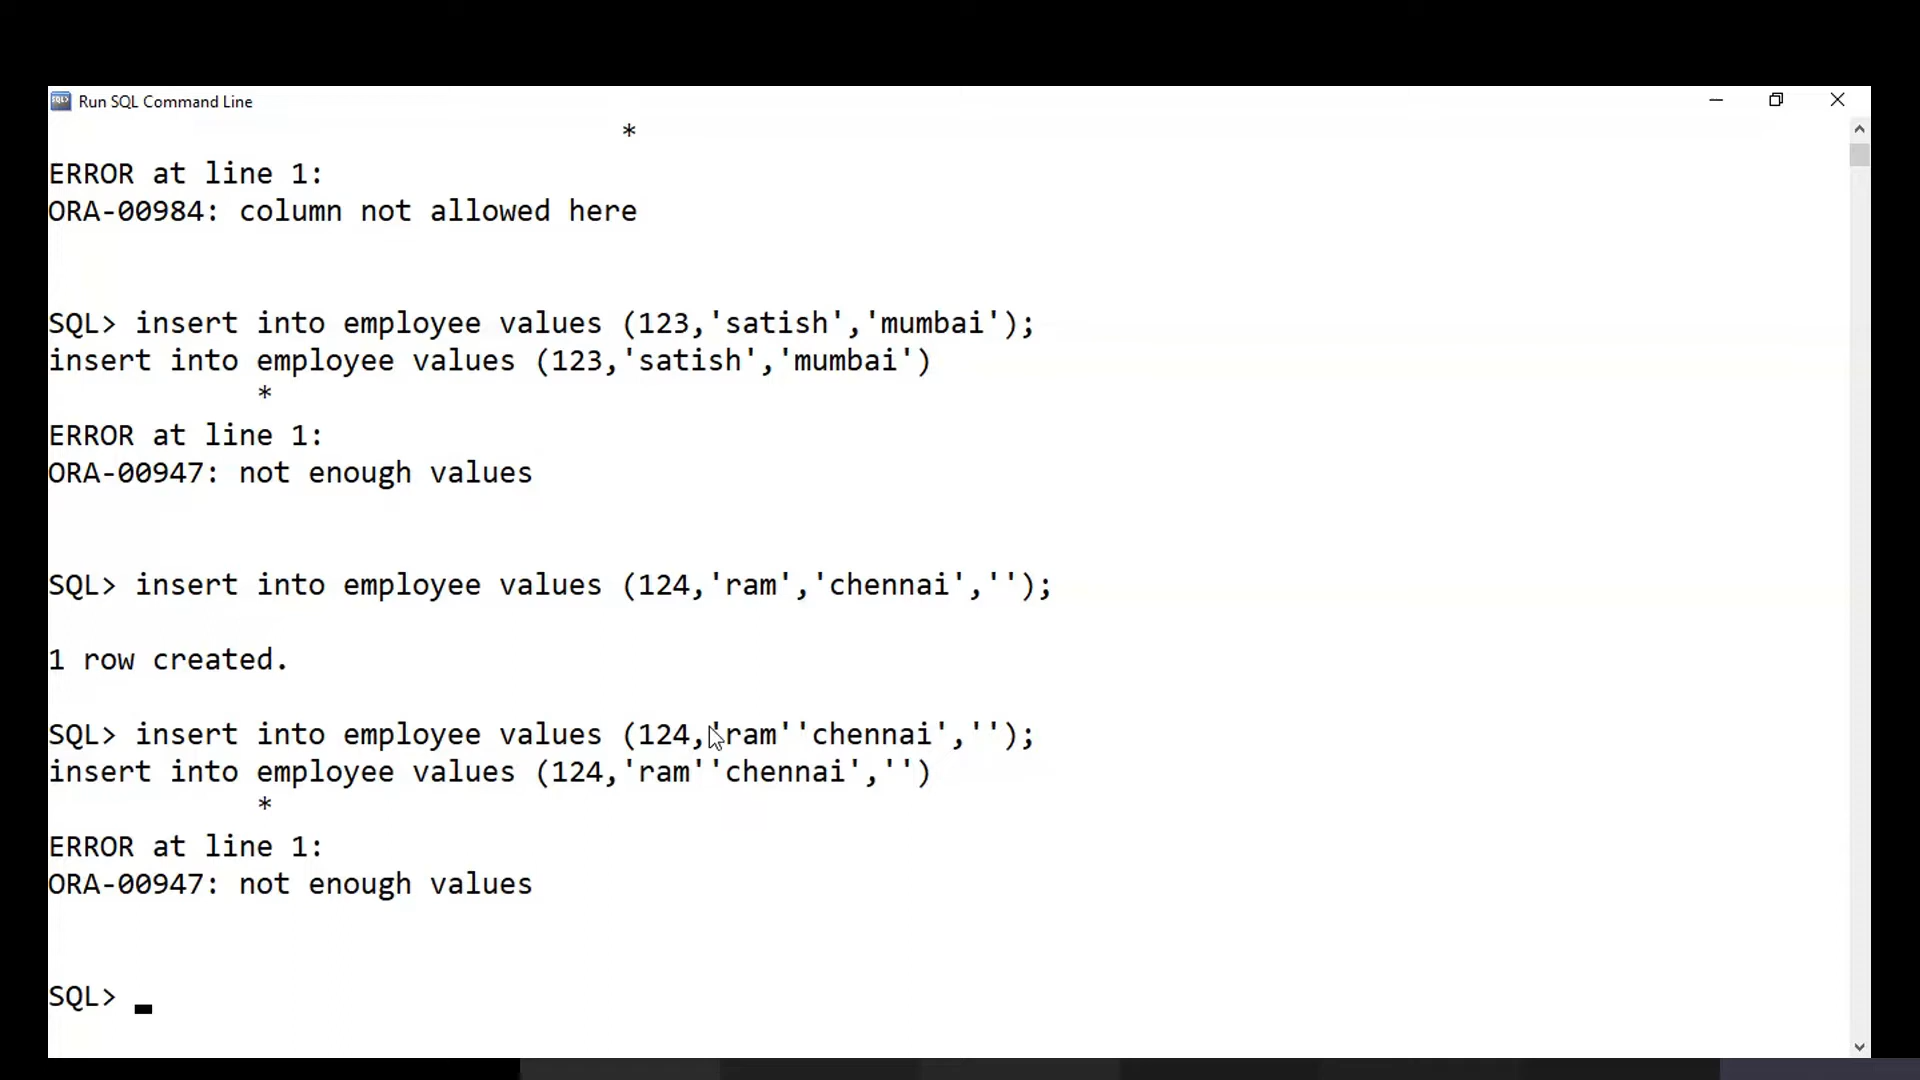 Run SQL Command Line
*
ERROR at line 1:
ORA-00984: column not allowed here
SQL> insert into employee values (123,'satish','mumbai');
insert into employee values (123,'satish','mumbai')
*
ERROR at line 1:
ORA-00947: not enough values
SQL> insert into employee values (124,'ram','chennai','');
1 row created.
SQL> insert into employee values (124,'ram''chennai','');
insert into employee values (124,'ram''chennai','')
*
ERROR at line 1:
ORA-00947: not enough values
SQL>